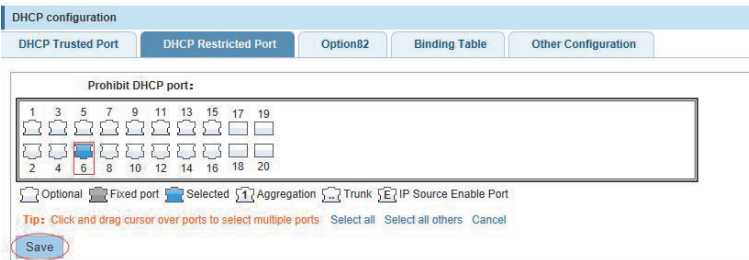 DHCP configuration
DHCP Trusted Port DHCP Restricted Port Option82 Binding Table Other Configuration
Prohibit DHCP port:
1 3 5 7 9 11 13 15 17 19
2 4 6 8 10 12 14 16 18 20
Optional Fixed port Selected 1 Aggregation .. Trunk E IP Source Enable Port
Tip: Click and drag cursor over ports to select multiple ports Select all Select all others Cancel
Save